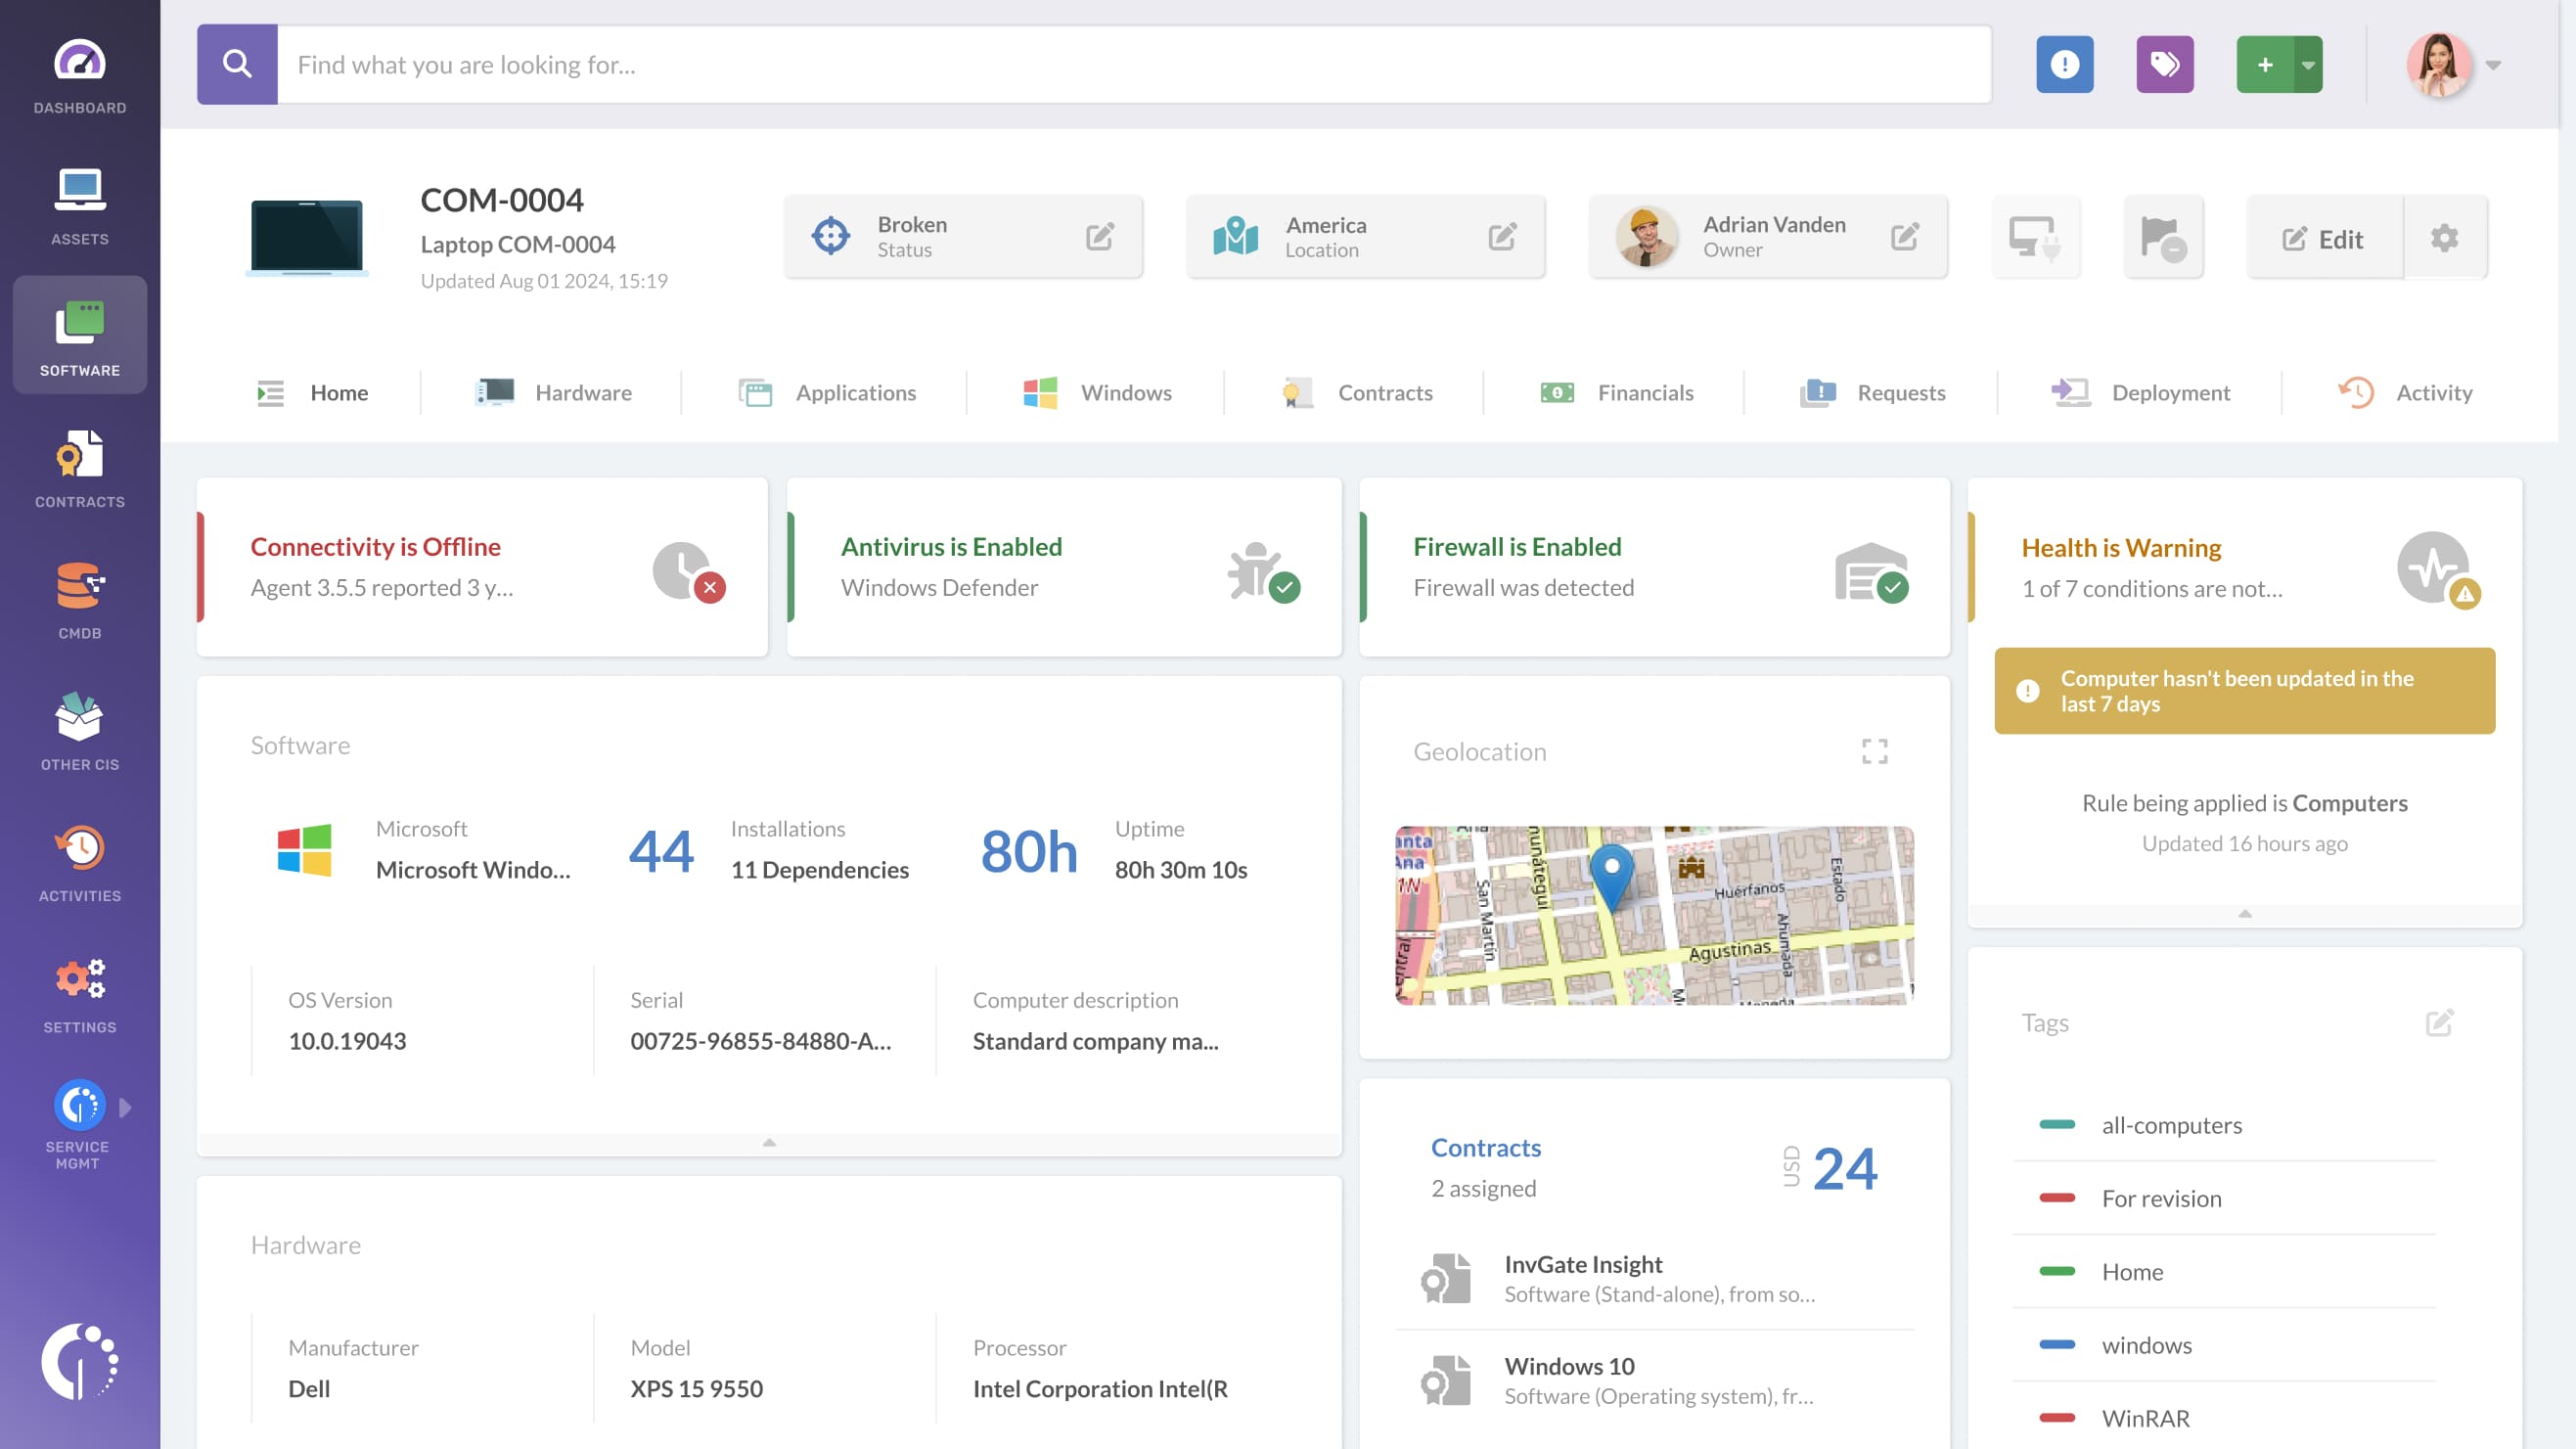 DASHBOARD
ASSETS
SOFTWARE
CONTRACTS
CMDB
OTHER CIS
ACTIVITIES
SETTINGS
SERVICE
MGMT
Find what you are looking for...
COM-0004
Laptop COM-0004
Updated Aug 01 2024, 15:19
Broken
Status
America
Location
Adrian Vanden
Owner
Edit
Home
Hardware
Applications
Windows
Contracts
Financials
Requests
Deployment
Activity
Connectivity is Offline
Agent 3.5.5 reported 3 y...
Antivirus is Enabled
Windows Defender
Firewall is Enabled
Firewall was detected
Health is Warning
1 of 7 conditions are not...
Computer hasn't been updated in the
last 7 days
Rule being applied is Computers
Updated 16 hours ago
Software
Microsoft
Microsoft Windo...
44
Installations
11 Dependencies
80h
Uptime
80h 30m 10s
OS Version
10.0.19043
Serial
00725-96855-84880-A...
Computer description
Standard company ma...
Geolocation
San Martín
Huérfanos
Estado
Ahumada
Agustinas
Contracts
2 assigned
USD
24
InvGate Insight
Software (Stand-alone), from so...
Windows 10
Software (Operating system), fr...
Tags
all-computers
For revision
Home
windows
WinRAR
Hardware
Manufacturer
Dell
Model
XPS 15 9550
Processor
Intel Corporation Intel(R